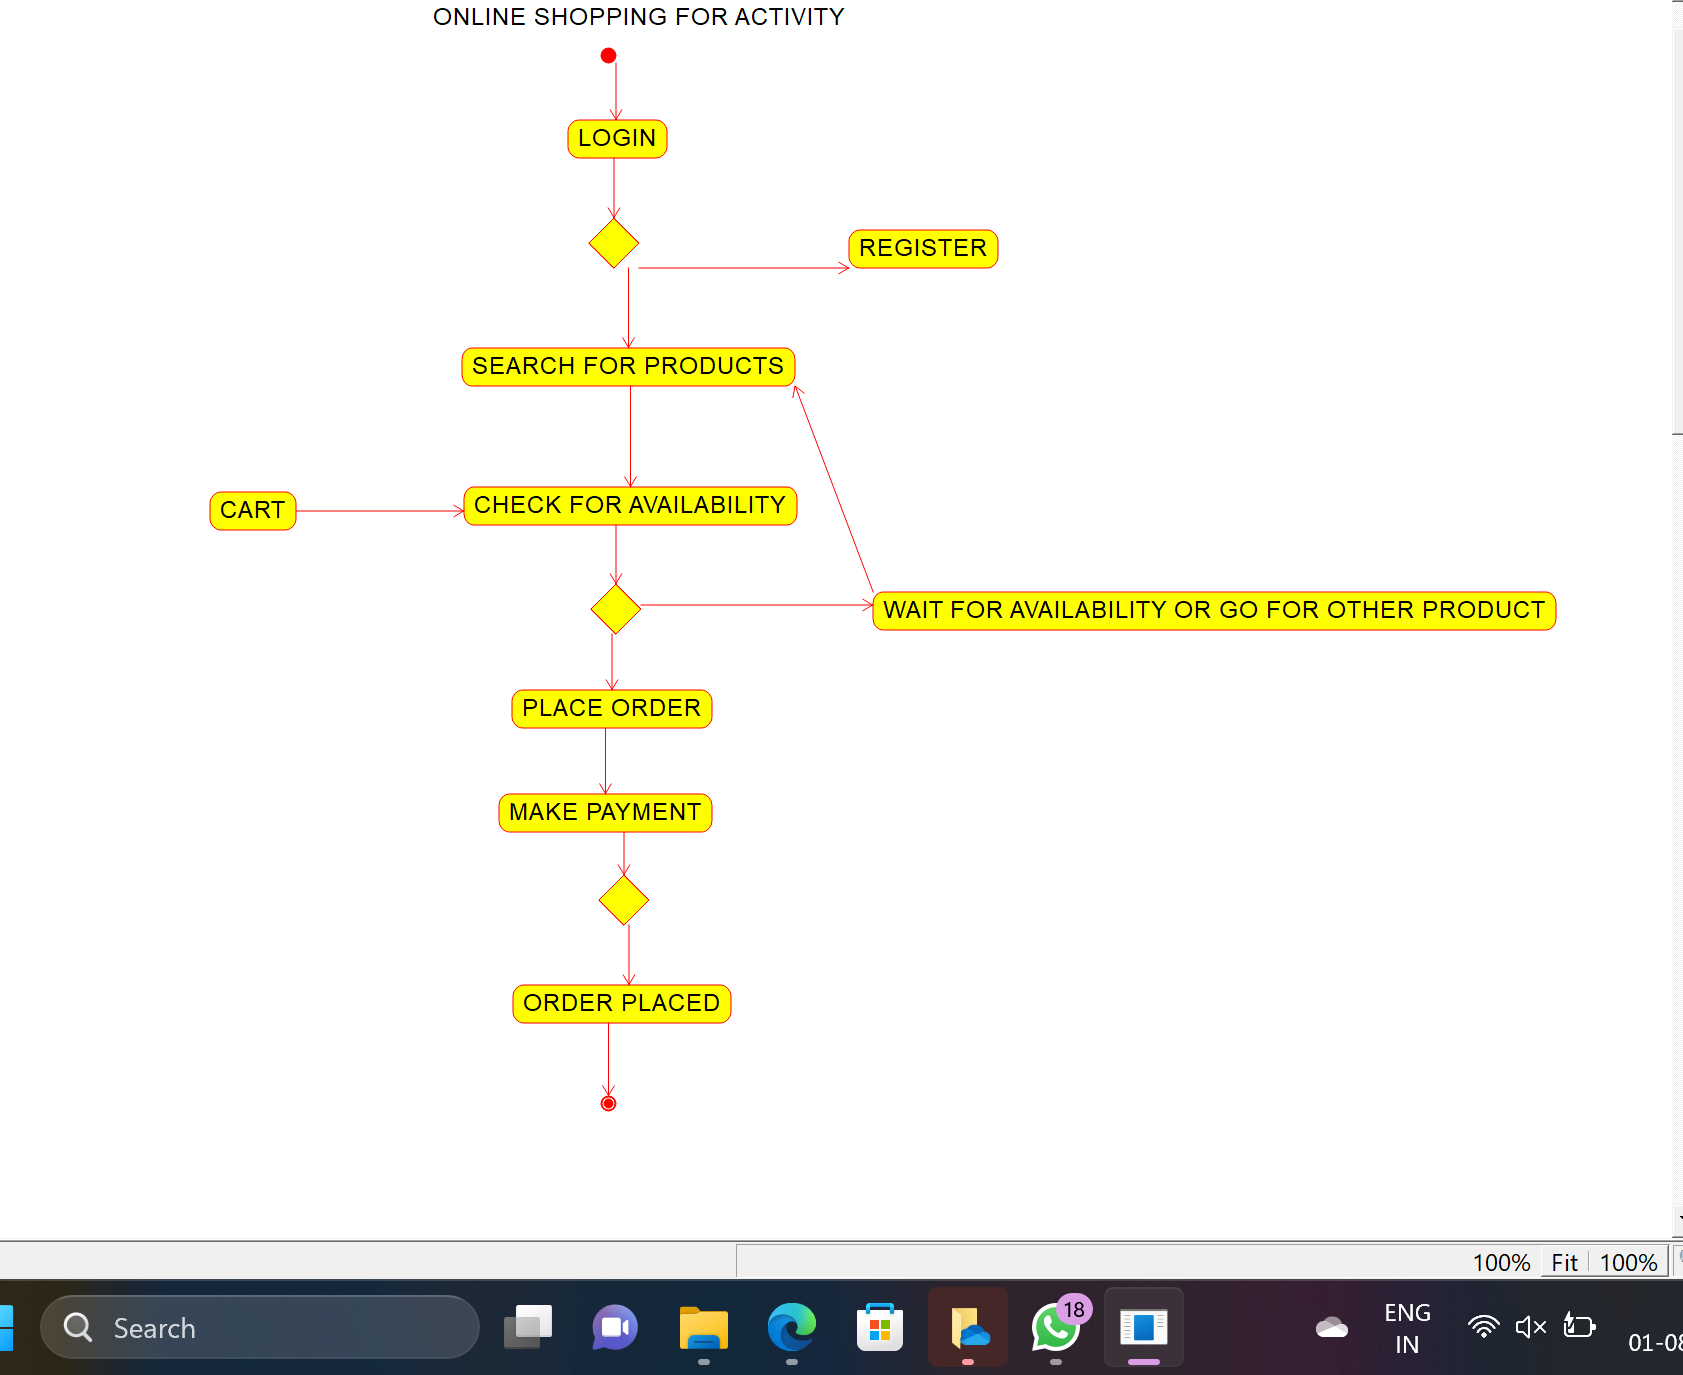 ONLINE SHOPPING FOR ACTIVITY
LOGIN
REGISTER
SEARCH FOR PRODUCTS
CART
CHECK FOR AVAILABILITY
WAIT FOR AVAILABILITY OR GO FOR OTHER PRODUCT
PLACE ORDER
MAKE PAYMENT
ORDER PLACED
100% Fit 100%
Search
18
ENG
IN
01-08